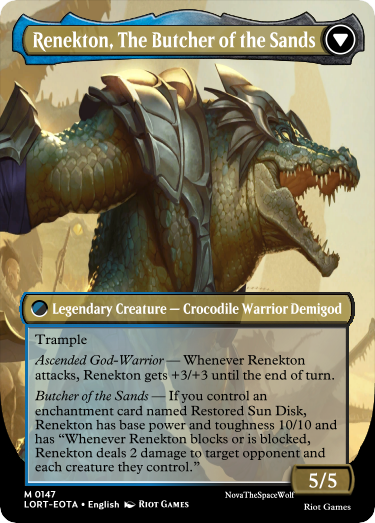 Renekton, The Butcher of the Sands
Legendary Creature — Crocodile Warrior Demigod
Trample
Ascended God-Warrior — Whenever Renekton
attacks, Renekton gets +3/+3 until the end of turn.
Butcher of the Sands — If you control an
enchantment card named Restored Sun Disk,
Renekton has base power and toughness 10/10 and
has “Whenever Renekton blocks or is blocked,
Renekton deals 2 damage to target opponent and
each creature they control.”
5/5
M 0147
LORT-EOTA • English Riot Games
NovaTheSpaceWolf
Riot Games